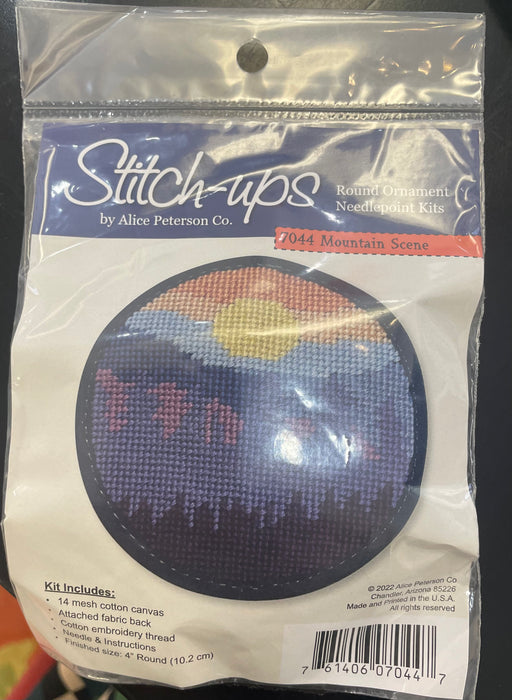 Stitch-ups
by Alice Peterson Co.
Round Ornament
Needlepoint Kits
7044 Mountain Scene
Kit Includes:
• 14 mesh cotton canvas
• Attached fabric back
• Cotton embroidery thread
• Needle & Instructions
• Finished size: 4" Round (10.2 cm)
© 2022 Alice Peterson Co
Chandler, Arizona 85226
Made and Printed in the U.S.A.
All rights reserved
7 61406 07044 7